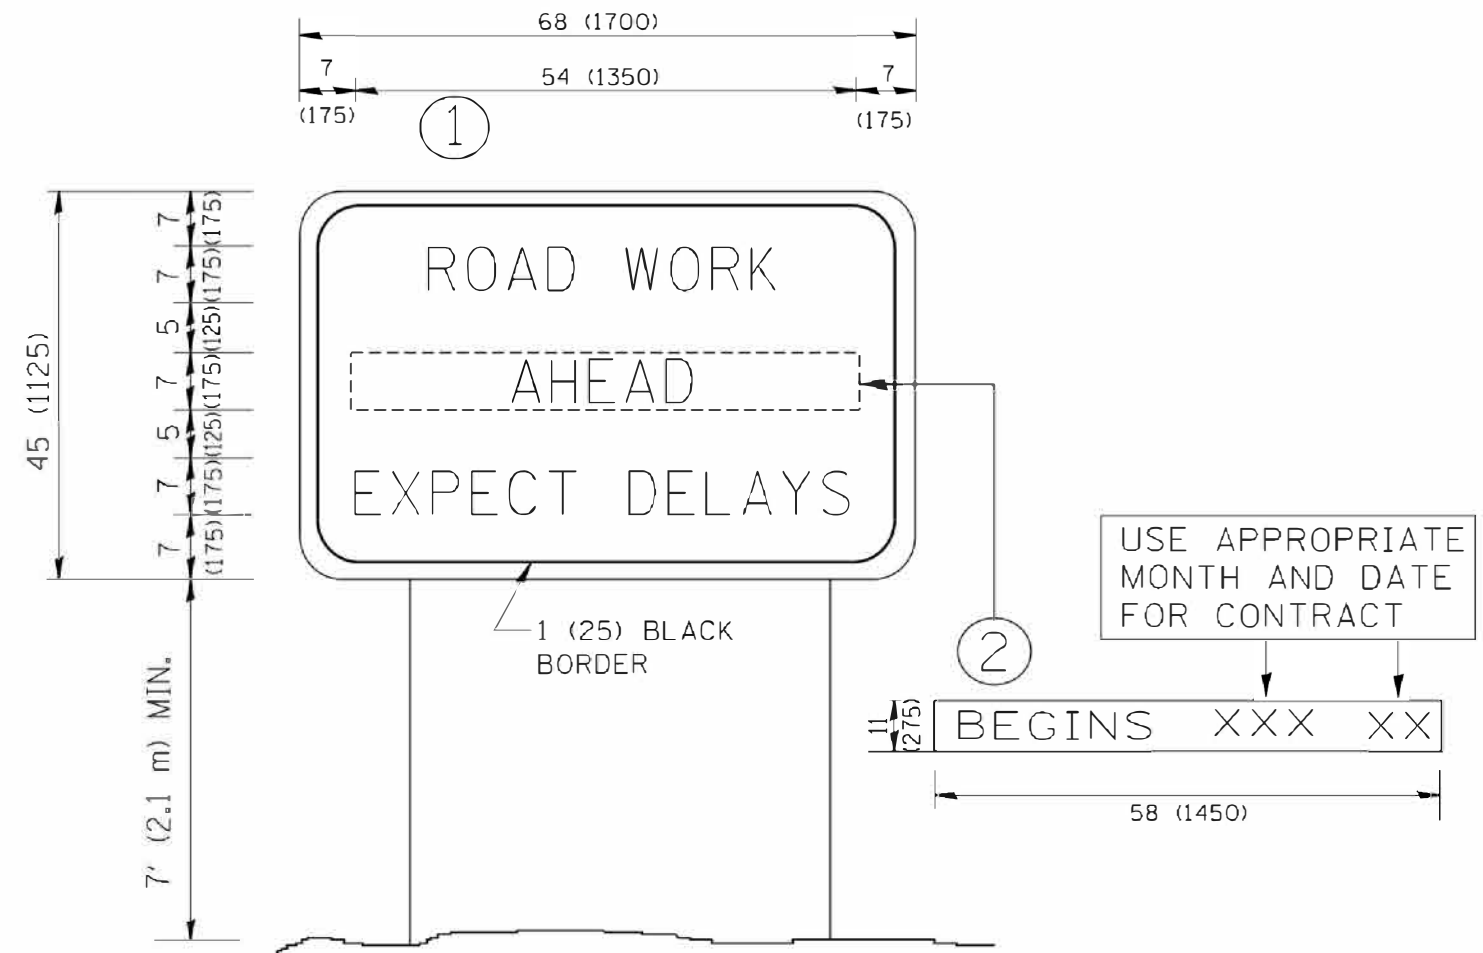 68 (1700)
7
54 (1350)
7
(175)
(175)
1
45 (1125)
7 (175)
7 (175)
5 (125)
7 (175)
5 (125)
7 (175)
7 (175)
ROAD WORK
AHEAD
EXPECT DELAYS
1 (25) BLACK
BORDER
7' (2.1 m) MIN.
USE APPROPRIATE
MONTH AND DATE
FOR CONTRACT
2
11 (275)
BEGINS XXX XX
58 (1450)